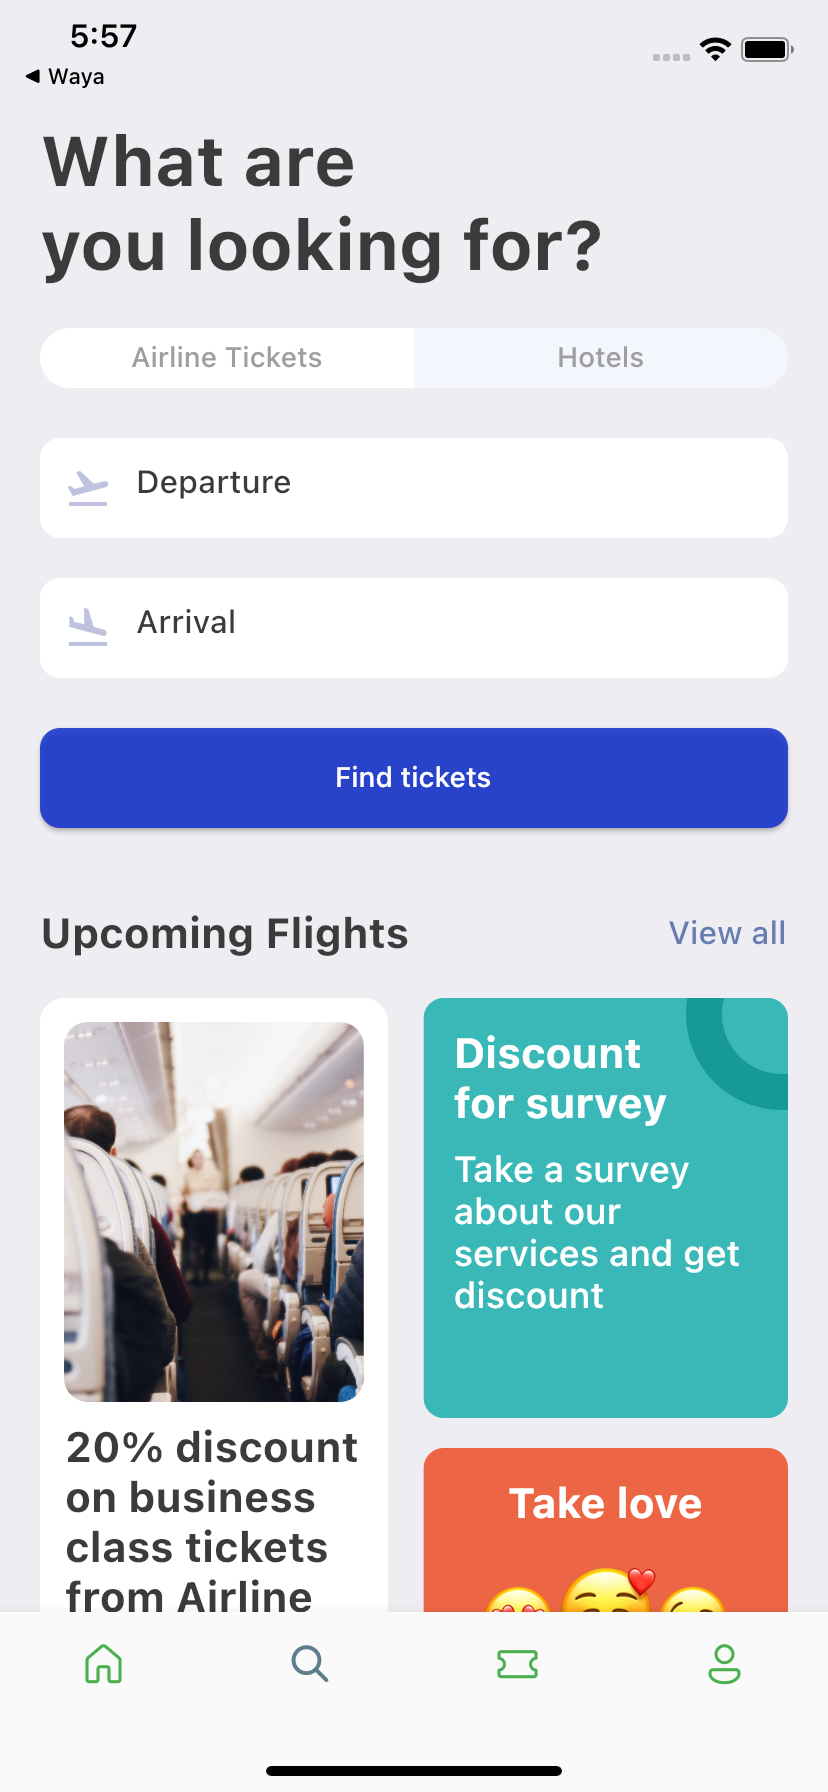 5:57
◀ Waya
What are
you looking for?
Airline Tickets
Hotels
Departure
Arrival
Find tickets
Upcoming Flights
View all
20% discount
on business
class tickets
from Airline
Discount
for survey
Take a survey
about our
services and get
discount
Take love